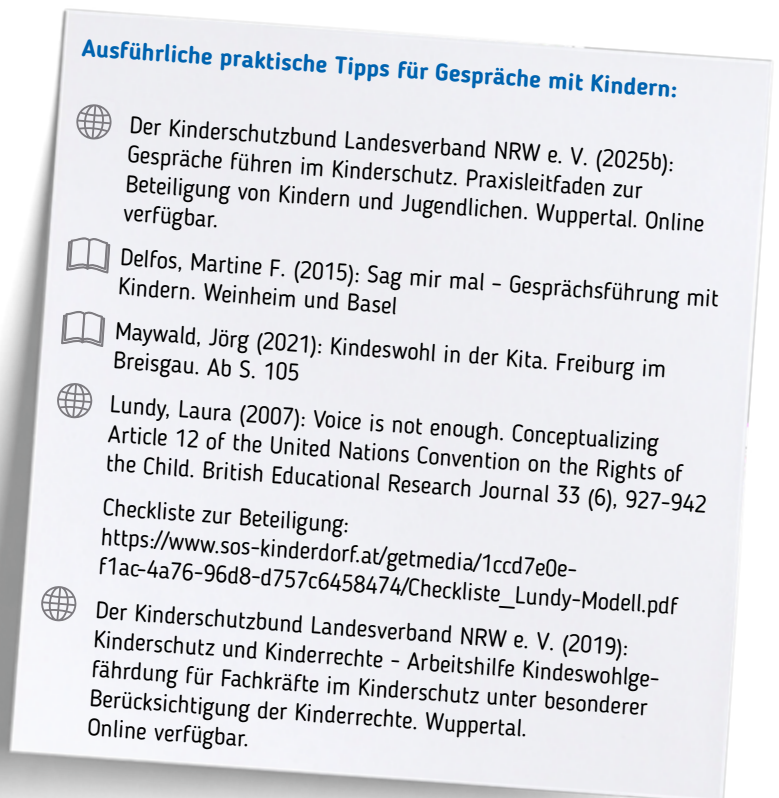 Ausführliche praktische Tipps für Gespräche mit Kindern:
Der Kinderschutzbund Landesverband NRW e. V. (2025b):
Gespräche führen im Kinderschutz. Praxisleitfaden zur
Beteiligung von Kindern und Jugendlichen. Wuppertal. Online
verfügbar.
Delfos, Martine F. (2015): Sag mir mal – Gesprächsführung mit
Kindern. Weinheim und Basel
Maywald, Jörg (2021): Kindeswohl in der Kita. Freiburg im
Breisgau. Ab S. 105
Lundy, Laura (2007): Voice is not enough. Conceptualizing
Article 12 of the United Nations Convention on the Rights of
the Child. British Educational Research Journal 33 (6), 927-942
Checkliste zur Beteiligung:
https://www.sos-kinderdorf.at/getmedia/1ccd7e0e-
f1ac-4a76-96d8-d757c6458474/Checkliste_Lundy-Modell.pdf
Der Kinderschutzbund Landesverband NRW e. V. (2019):
Kinderschutz und Kinderrechte – Arbeitshilfe Kindeswohlge-
fährdung für Fachkräfte im Kinderschutz unter besonderer
Berücksichtigung der Kinderrechte. Wuppertal.
Online verfügbar.